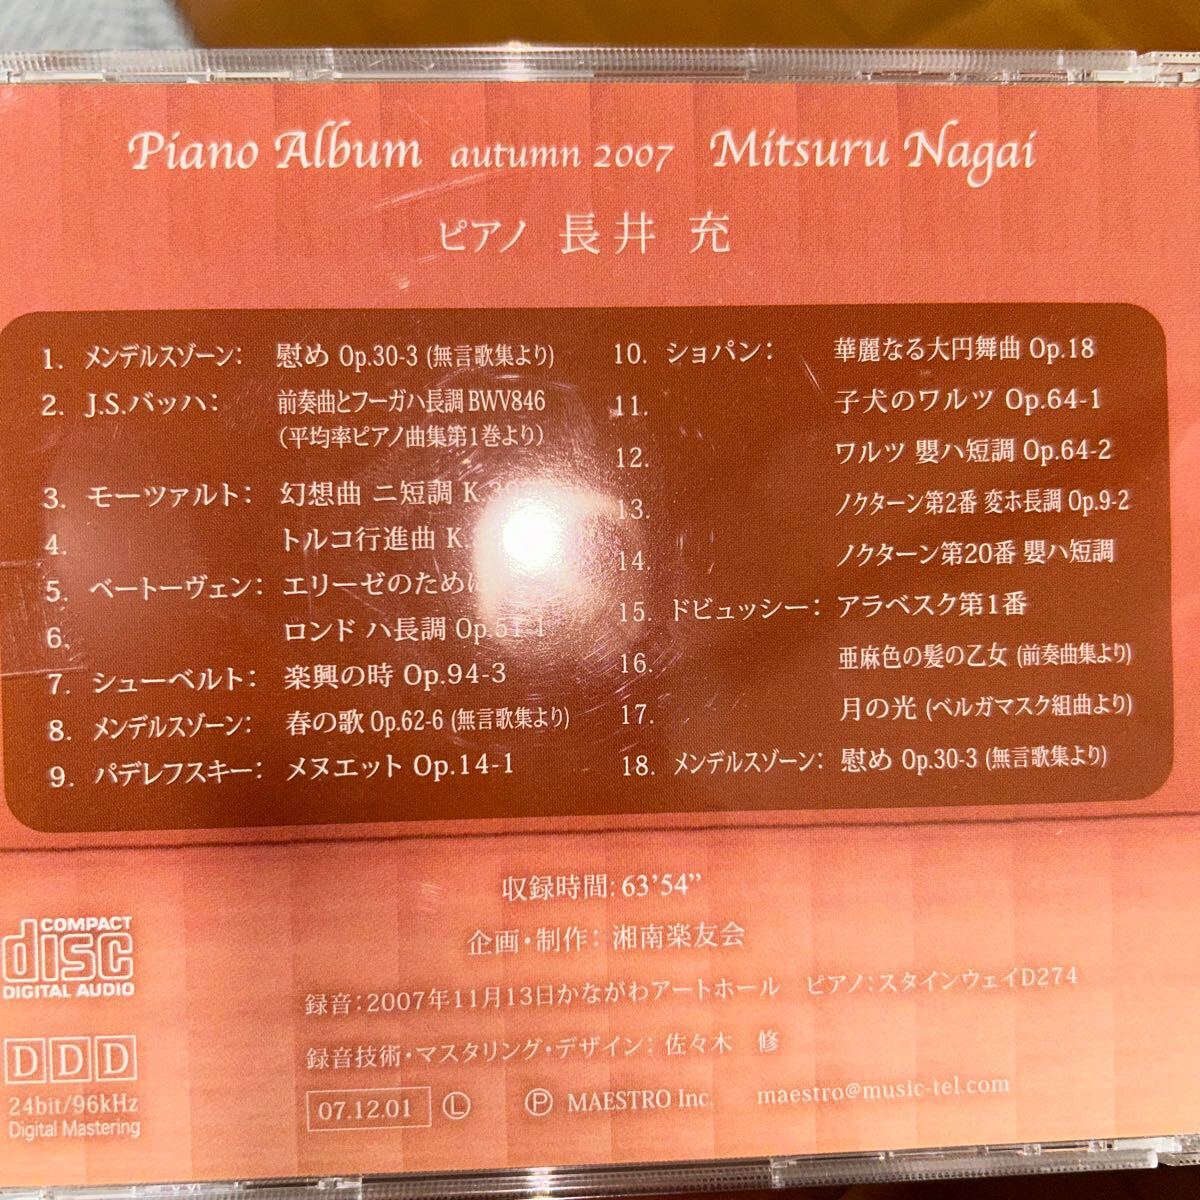 Piano Album autumn 2007 Mitsuru Nagai
ピアノ 長井 充
1. メンデルスゾーン: 慰め Op.30-3 (無言歌集より)
2. J.S.バッハ: 前奏曲とフーガハ長調 BWV846
(平均率ピアノ曲集第1巻より)
3. モーツァルト: 幻想曲 ニ短調
4. トルコ行進曲
5. ベートーヴェン: エリーゼのために
6. ロンド ハ長調 Op.51-1
7. シューベルト: 楽興の時 Op.94-3
8. メンデルスゾーン: 春の歌 Op.62-6 (無言歌集より)
9. パデレフスキー: メヌエット Op.14-1
10. ショパン: 華麗なる大円舞曲 Op.18
11. 子犬のワルツ Op.64-1
12. ワルツ 嬰ハ短調 Op.64-2
13. ノクターン第2番 変ホ長調 Op.9-2
14. ノクターン第20番 嬰ハ短調
15. ドビュッシー: アラベスク第1番
16. 亜麻色の髪の乙女 (前奏曲集より)
17. 月の光 (ベルガマスク組曲より)
18. メンデルスゾーン: 慰め Op.30-3 (無言歌集より)
収録時間: 63'54"
企画・制作: 湘南楽友会
録音: 2007年11月13日かながわアートホール ピアノ: スタインウェイD274
録音技術・マスタリング・デザイン: 佐々木 修
07.12.01 Ⓛ Ⓟ MAESTRO Inc. maestro@music-tel.com
COMPACT
disc
DIGITAL AUDIO
DDD
24bit/96kHz
Digital Mastering